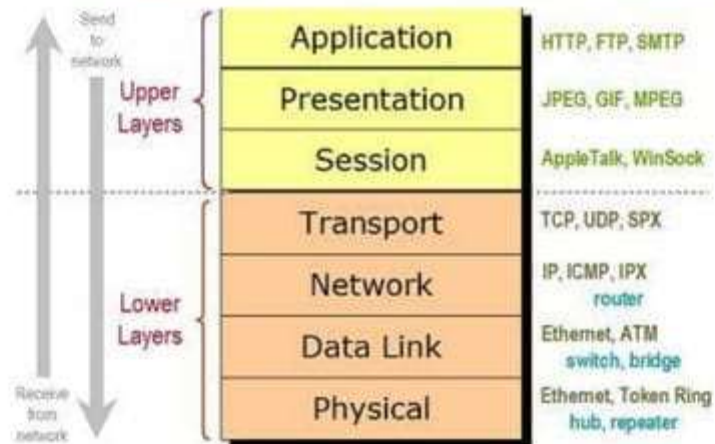 Send
to
network
Upper
Layers
Application
HTTP, FTP, SMTP
Presentation
JPEG, GIF, MPEG
Session
AppleTalk, WinSock
Lower
Layers
Transport
TCP, UDP, SPX
Network
IP, ICMP, IPX
router
Data Link
Ethernet, ATM
switch, bridge
Physical
Ethernet, Token Ring
hub, repeater
Receive
from
network